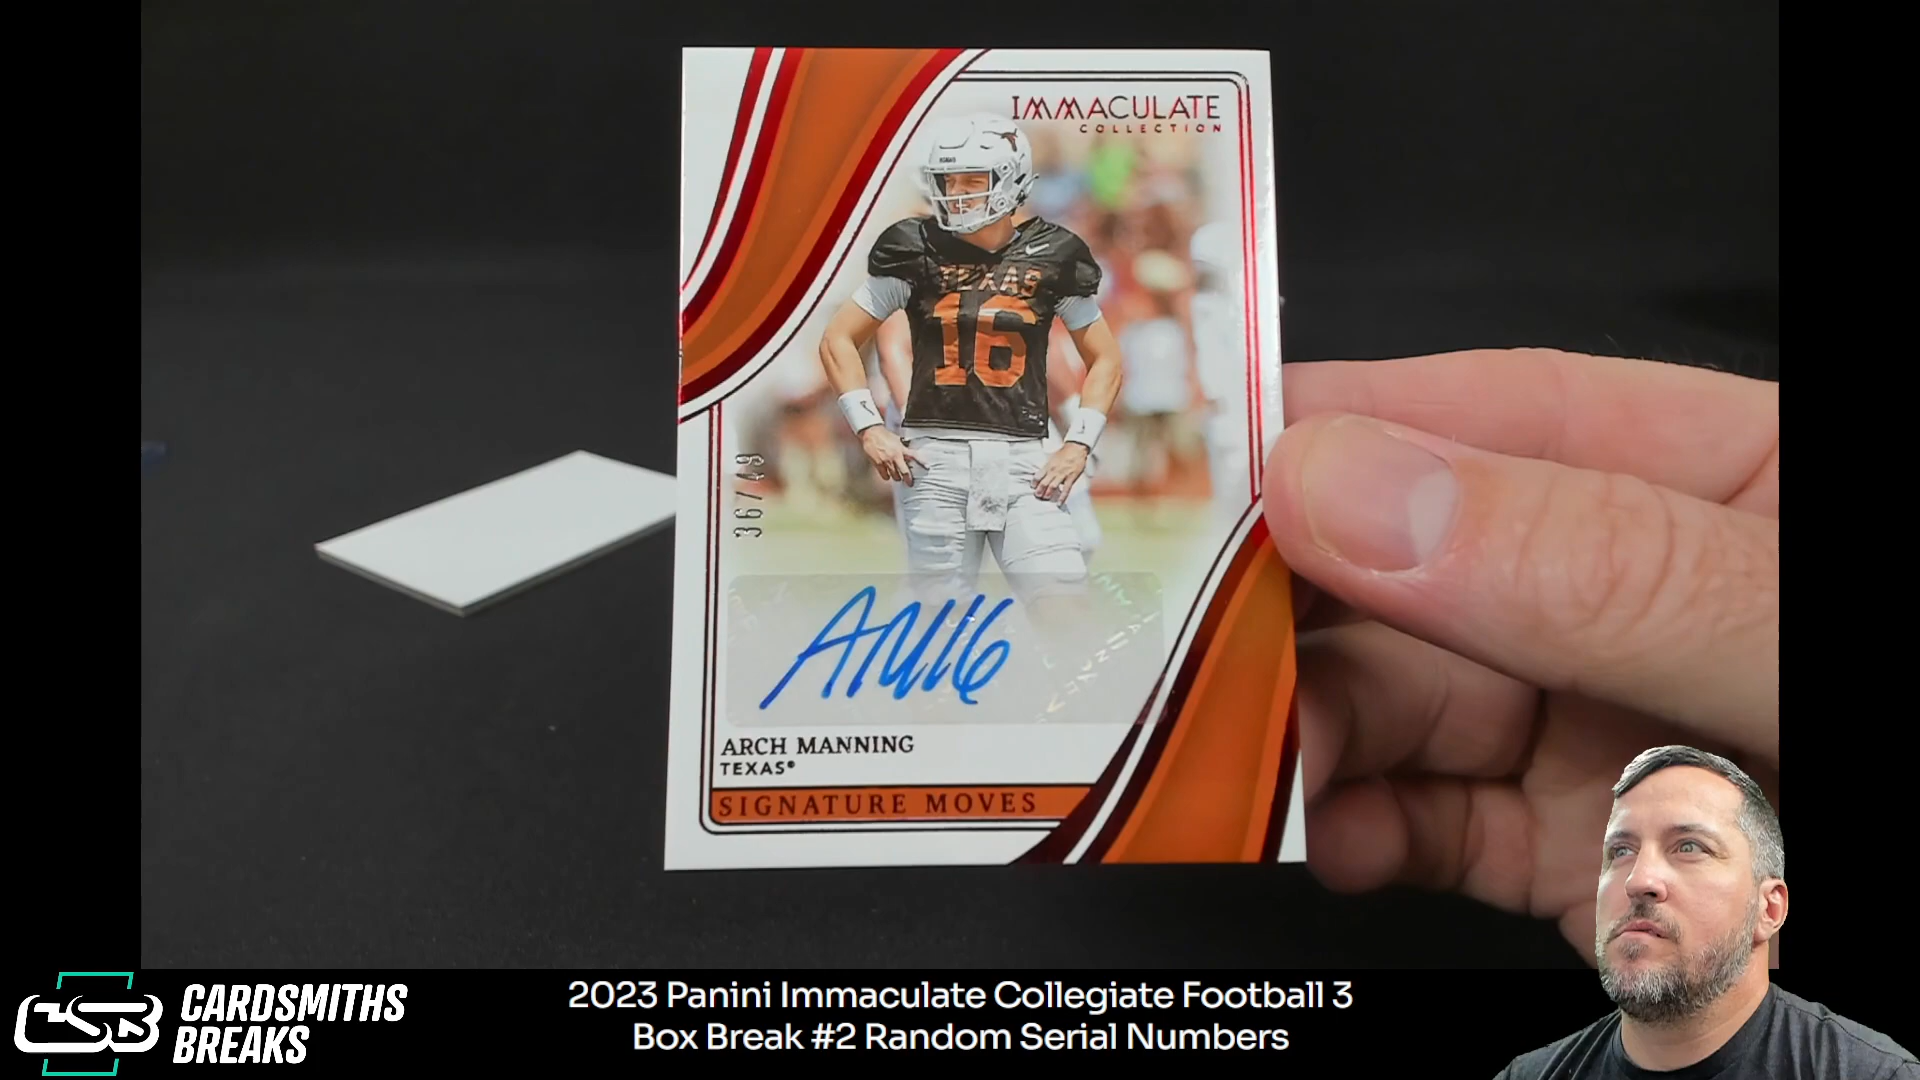 IMMACULATE
COLLECTION
TEXAS
16
36/49
ARCH MANNING
TEXAS®
SIGNATURE MOVES
CSB
CARDSMITHS
BREAKS
2023 Panini Immaculate Collegiate Football 3
Box Break #2 Random Serial Numbers